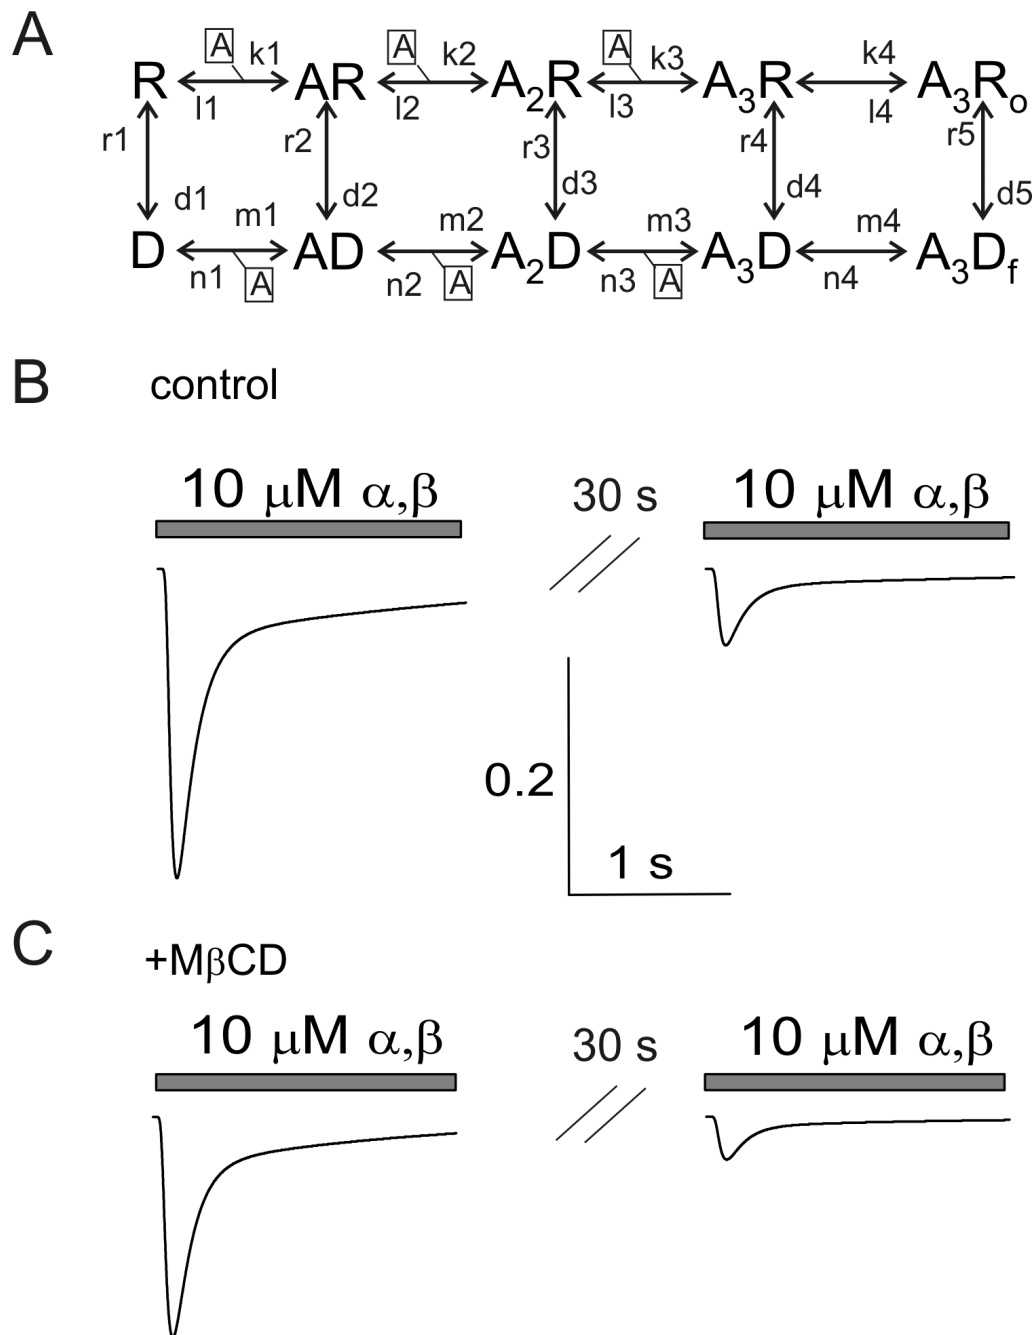 A
A k1 A k2 A k3 k4
R AR A₂R A₃R A₃Rₒ
l1 l2 l3 l4
r1 r2 r3 r4 r5
d1 d2 d3 d4 d5
m1 m2 m3 m4
D AD A₂D A₃D A₃D_f
n1 A n2 A n3 A n4
B control
10 μM α,β 30 s 10 μM α,β
0.2
1 s
C +MβCD
10 μM α,β 30 s 10 μM α,β